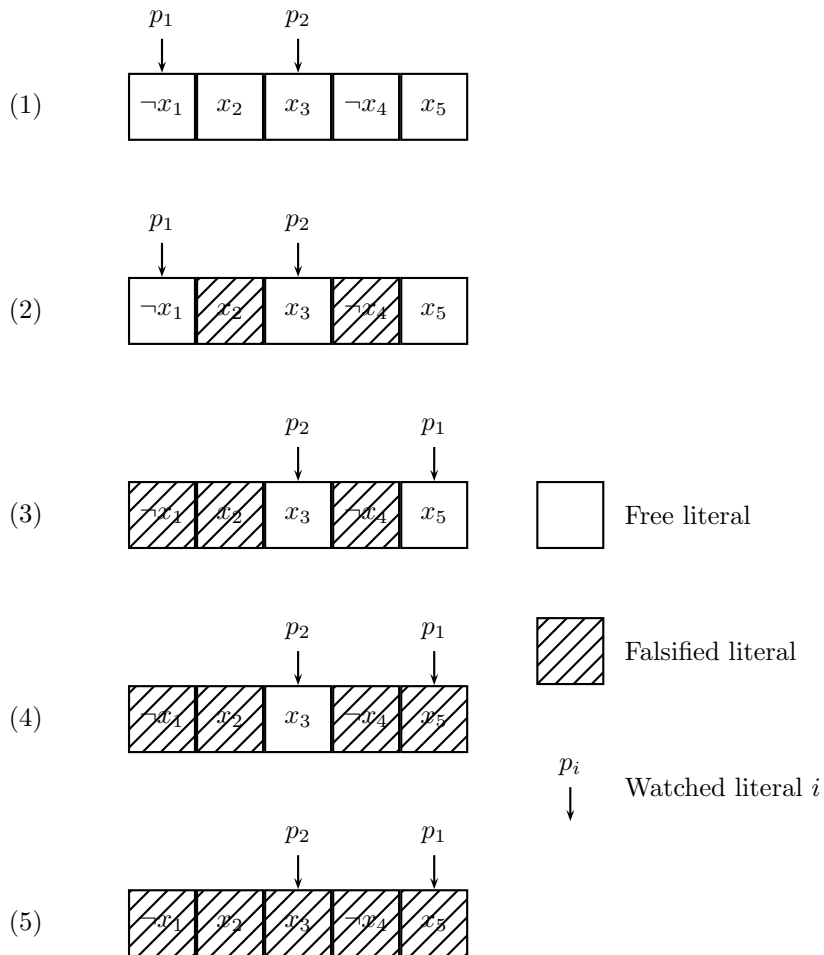 p₁ p₂
(1) ¬x₁ x₂ x₃ ¬x₄ x₅
p₁ p₂
(2) ¬x₁ x₂ x₃ ¬x₄ x₅
p₂ p₁
(3) ¬x₁ x₂ x₃ ¬x₄ x₅ Free literal
Falsified literal
p₂ p₁
(4) ¬x₁ x₂ x₃ ¬x₄ x₅
pᵢ
Watched literal i
p₂ p₁
(5) ¬x₁ x₂ x₃ ¬x₄ x₅